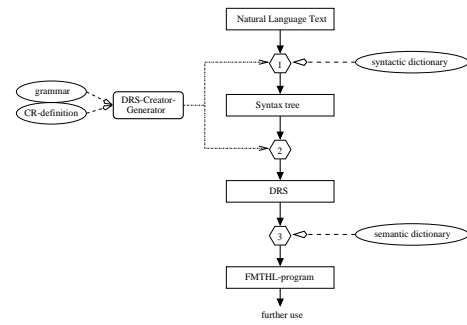 Natural Language Text
1
syntactic dictionary
grammar
CR-definition
DRS-Creator-
Generator
Syntax tree
2
DRS
3
semantic dictionary
FMTHL-program
further use